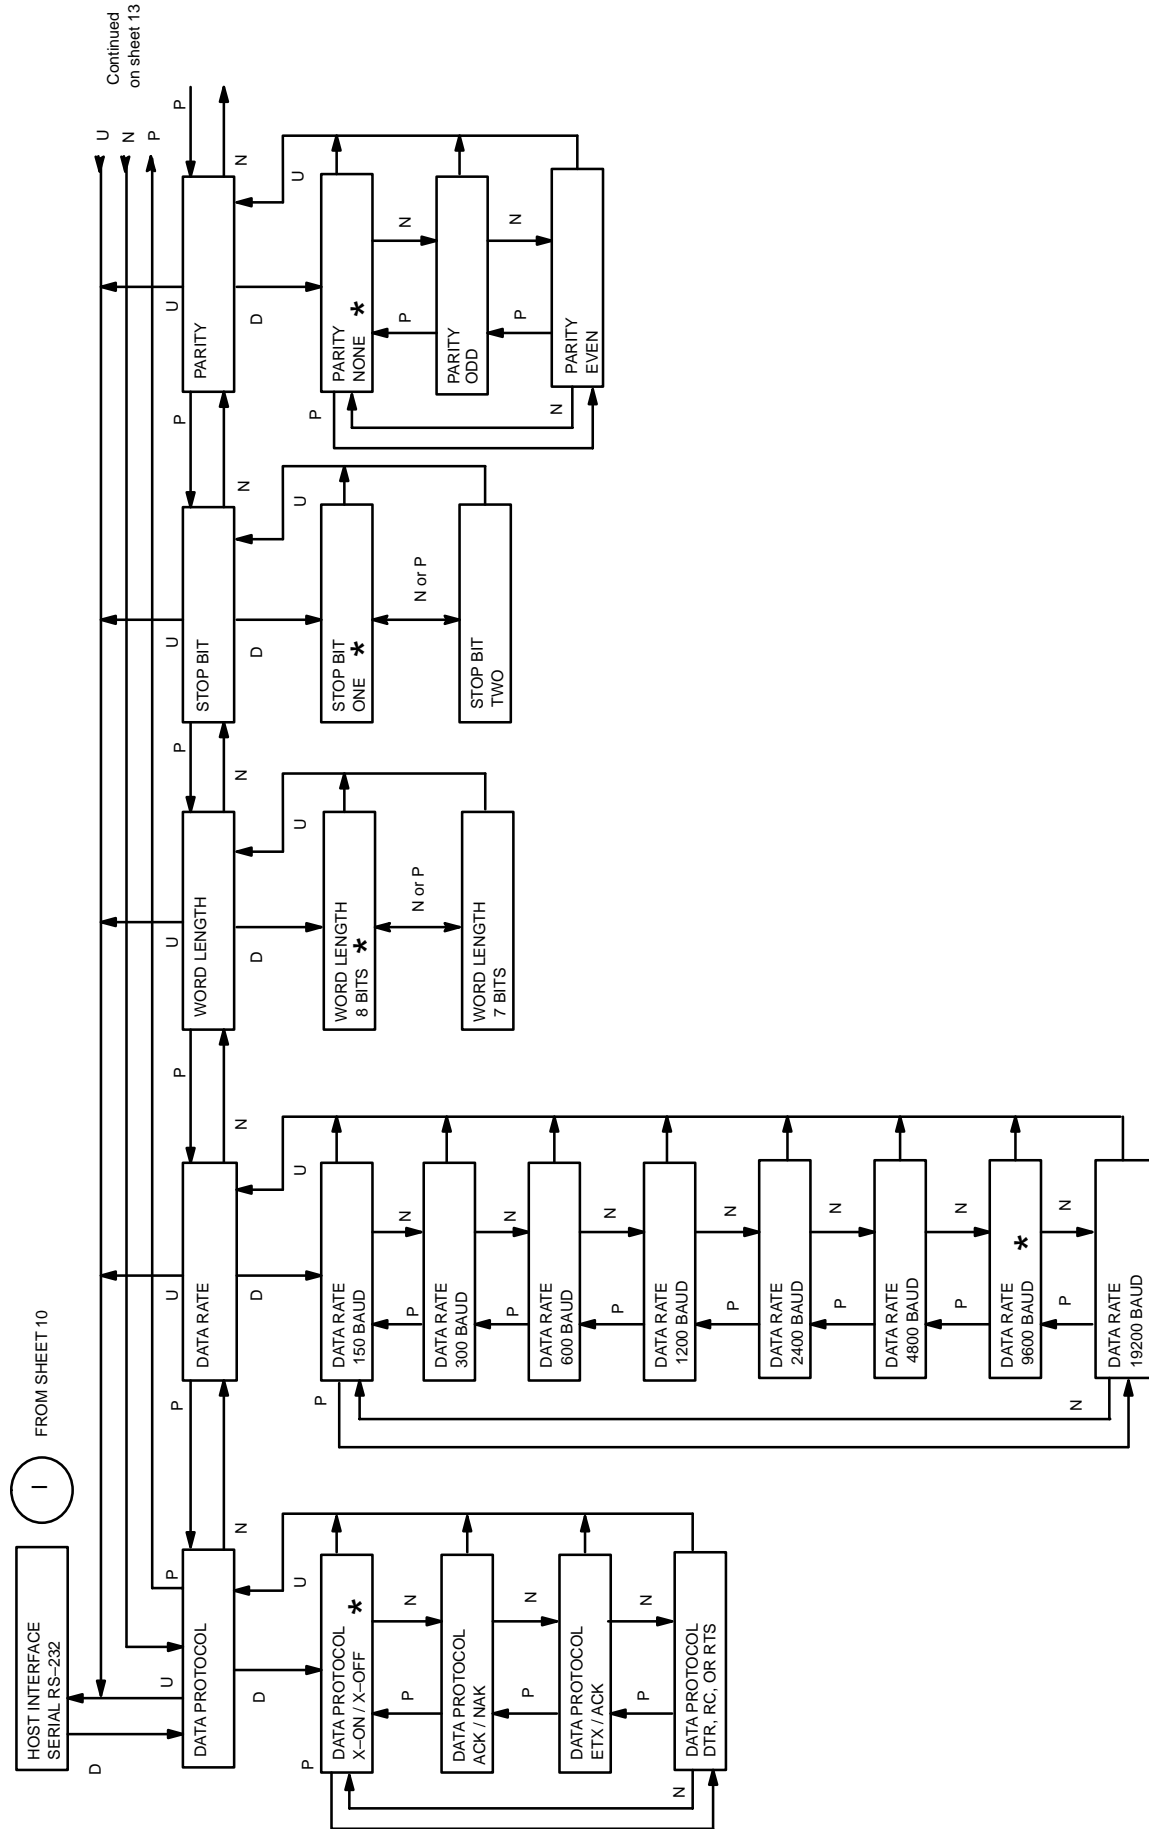 FROM SHEET 10
I
HOST INTERFACE
SERIAL RS–232
Continued
on sheet 13
U
N
P
D
U
P
DATA PROTOCOL
D
U
N
P
DATA RATE
U
D
U
N
P
WORD LENGTH
U
D
U
N
P
STOP BIT
U
D
U
N
P
PARITY
U
D
U
N
P
P
DATA PROTOCOL
X–ON / X–OFF *
P
N
DATA PROTOCOL
ACK / NAK
P
N
DATA PROTOCOL
ETX / ACK
P
N
DATA PROTOCOL
DTR, RC, OR RTS
N
P
DATA RATE
150 BAUD
P
N
DATA RATE
300 BAUD
P
N
DATA RATE
600 BAUD
P
N
DATA RATE
1200 BAUD
P
N
DATA RATE
2400 BAUD
P
N
DATA RATE
4800 BAUD
P
N
DATA RATE
9600 BAUD *
P
N
DATA RATE
19200 BAUD
N
WORD LENGTH
8 BITS *
N or P
WORD LENGTH
7 BITS
STOP BIT
ONE *
N or P
STOP BIT
TWO
P
PARITY
NONE *
P
N
PARITY
ODD
P
N
PARITY
EVEN
N